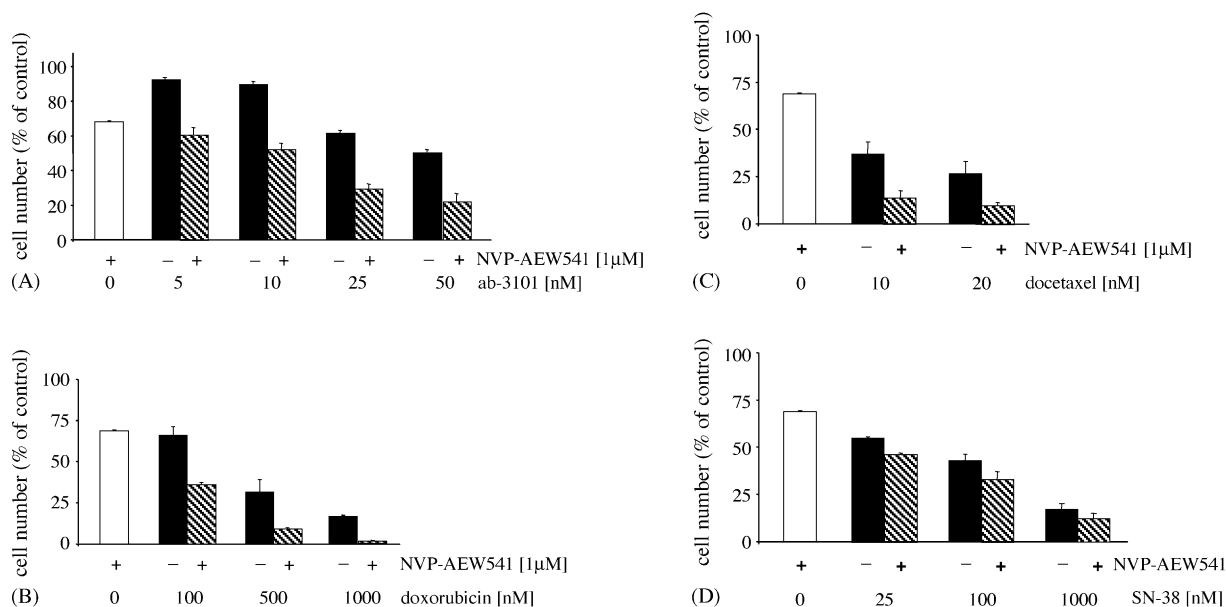 cell number (% of control)
100
80
60
40
20
0
+ − + − + − + − + NVP-AEW541 [1μM]
(A) 0 5 10 25 50 ab-3101 [nM]
cell number (% of control)
100
75
50
25
0
+ − + − + − + NVP-AEW541 [1μM]
(B) 0 100 500 1000 doxorubicin [nM]
cell number (% of control)
100
75
50
25
0
+ − + − + NVP-AEW541 [1μM]
(C) 0 10 20 docetaxel [nM]
cell number (% of control)
100
75
50
25
0
+ − + − + − + NVP-AEW541
(D) 0 25 100 1000 SN-38 [nM]